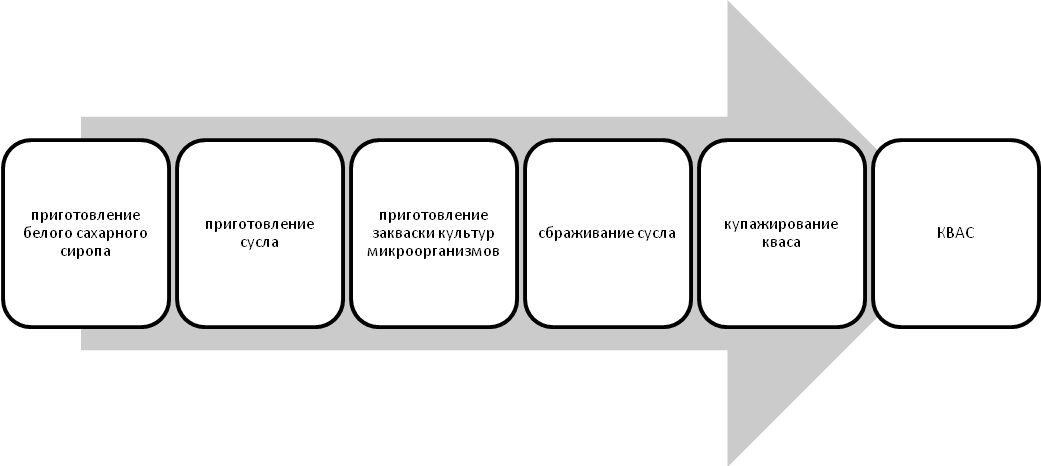 приготовление
белого сахарного
сиропа
приготовление
сусла
приготовление
закваски культур
микроорганизмов
сбраживание сусла
купажирование
кваса
КВАС